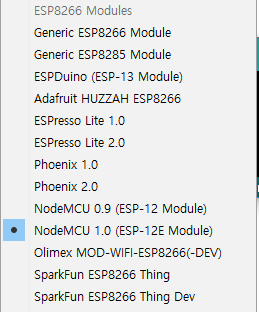 ESP8266 Modules
Generic ESP8266 Module
Generic ESP8285 Module
ESPDuino (ESP-13 Module)
Adafruit HUZZAH ESP8266
ESPresso Lite 1.0
ESPresso Lite 2.0
Phoenix 1.0
Phoenix 2.0
NodeMCU 0.9 (ESP-12 Module)
NodeMCU 1.0 (ESP-12E Module)
Olimex MOD-WIFI-ESP8266(-DEV)
SparkFun ESP8266 Thing
SparkFun ESP8266 Thing Dev